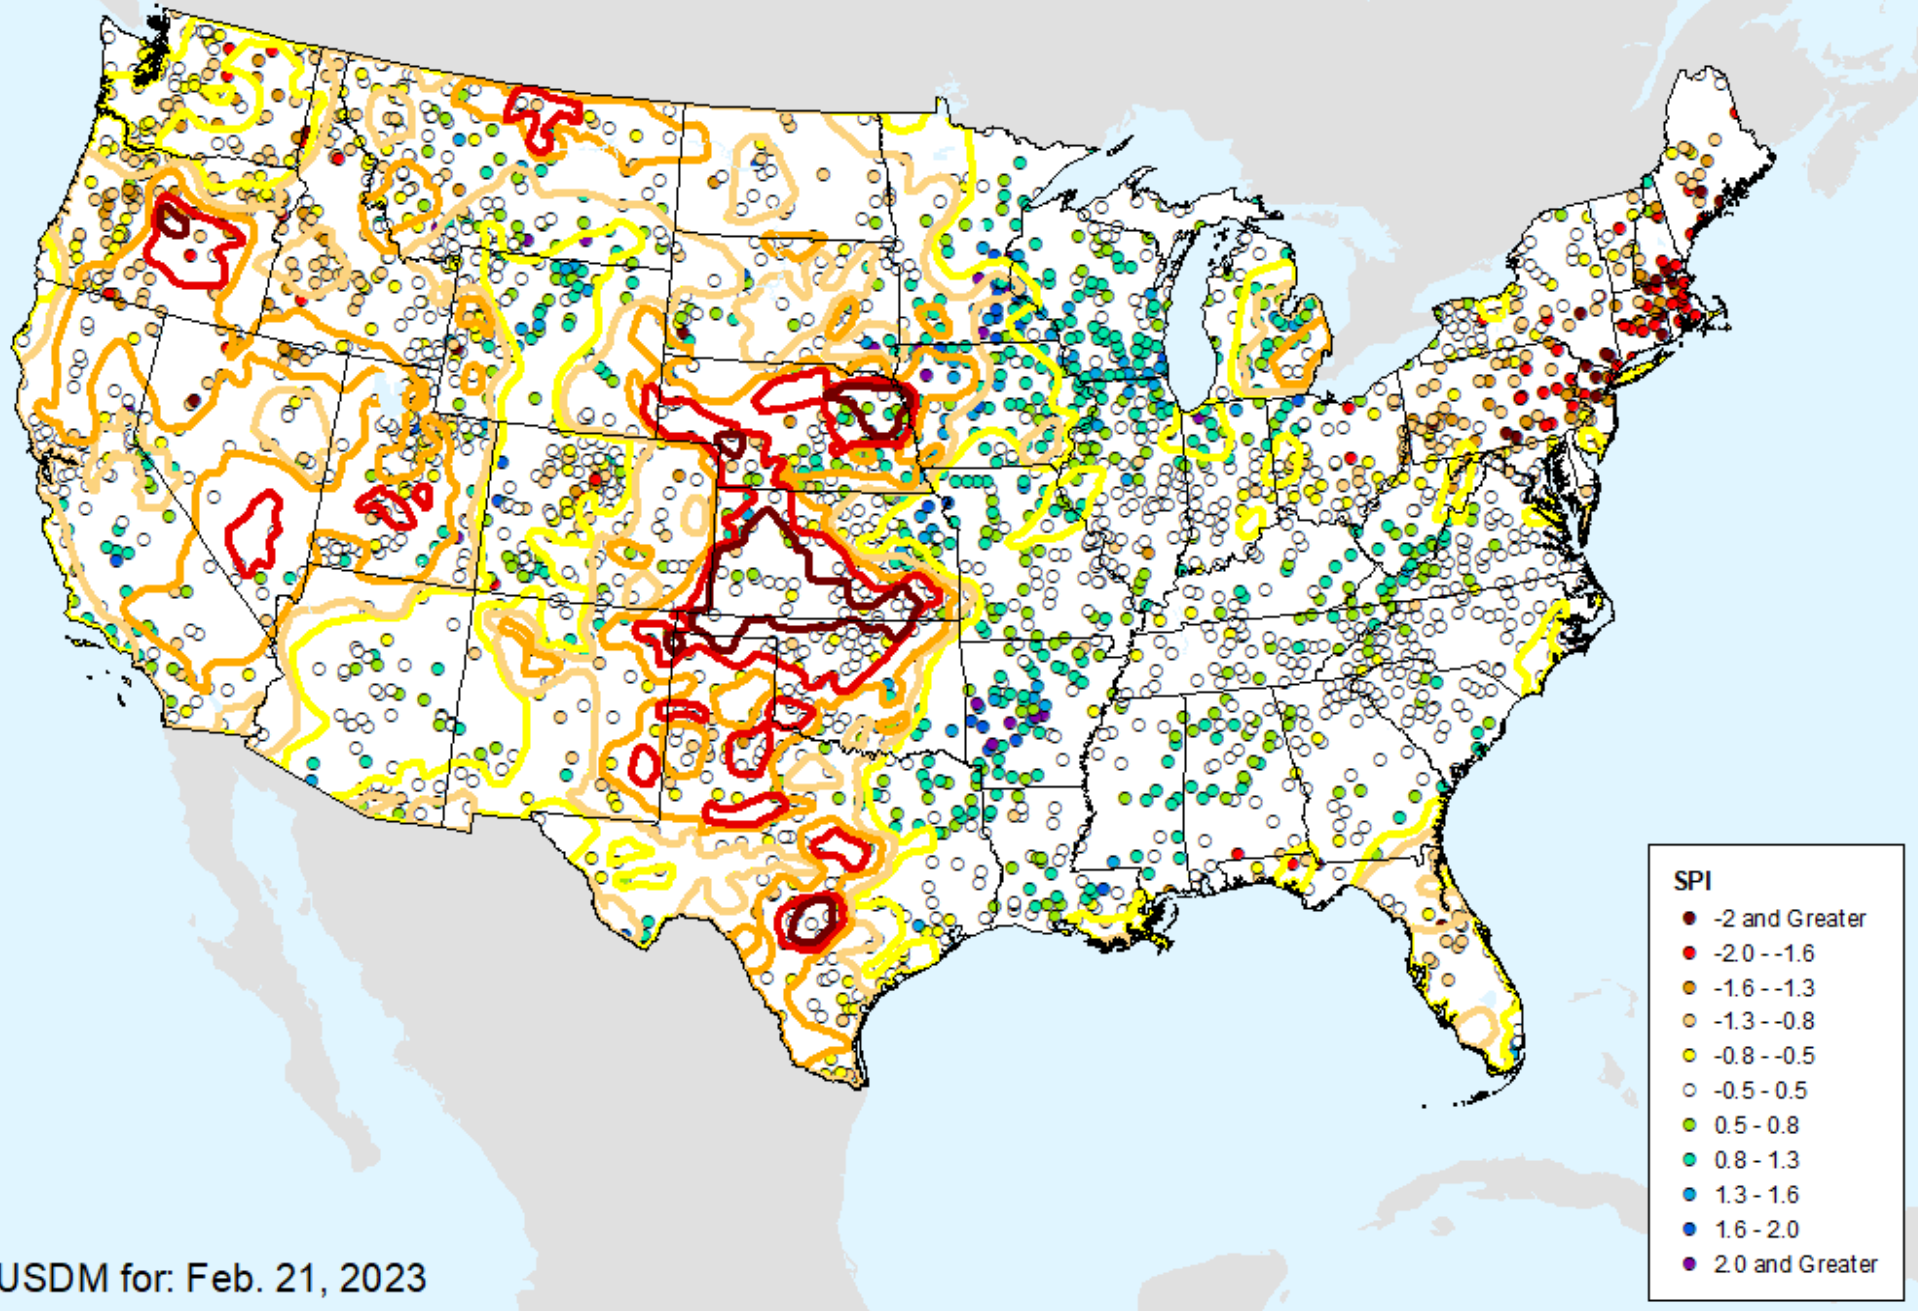 SPI
-2 and Greater
-2.0 - -1.6
-1.6 - -1.3
-1.3 - -0.8
-0.8 - -0.5
-0.5 - 0.5
0.5 - 0.8
0.8 - 1.3
1.3 - 1.6
1.6 - 2.0
2.0 and Greater
USDM for: Feb. 21, 2023